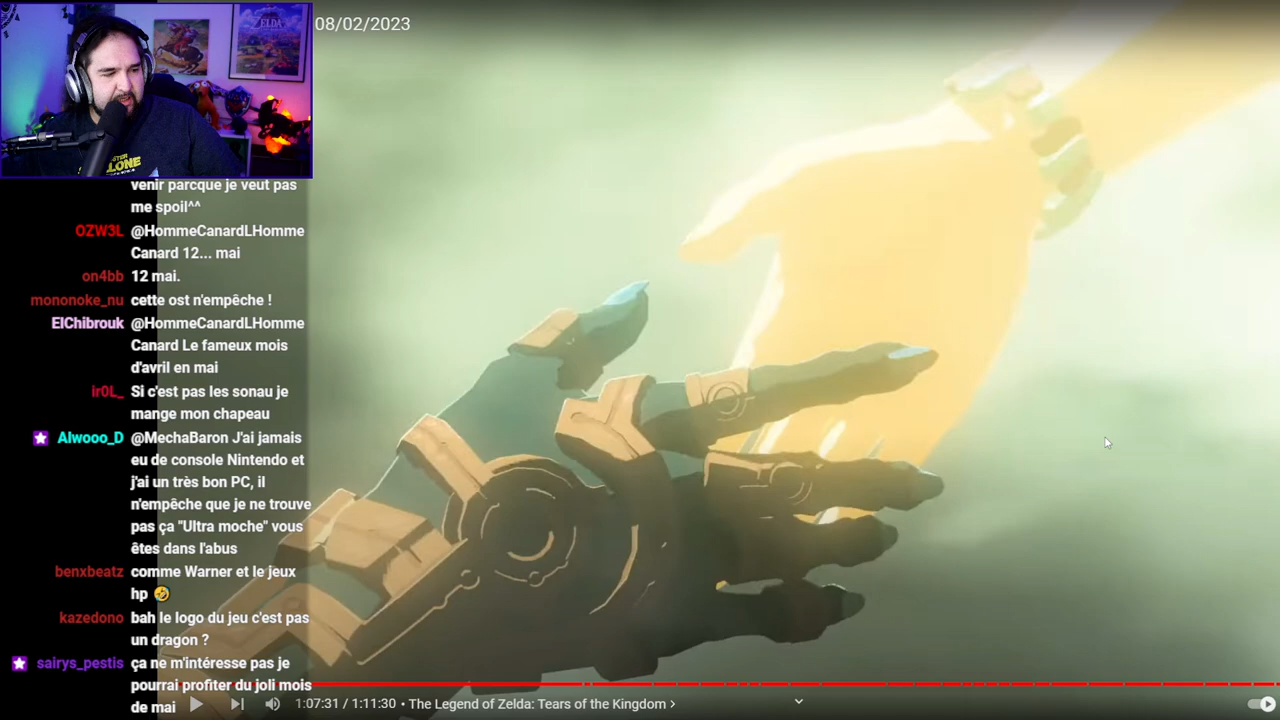 08/02/2023
ZELDA
venir parcque je veut pas
me spoil^^
OZW3L @HommeCanardLHomme
Canard 12... mai
on4bb 12 mai.
mononoke_nu cette ost n'empêche !
ElChibrouk @HommeCanardLHomme
Canard Le fameux mois
d'avril en mai
ir0L_ Si c'est pas les sonau je
mange mon chapeau
Alwooo_D @MechaBaron J'ai jamais
eu de console Nintendo et
j'ai un très bon PC, il
n'empêche que je ne trouve
pas ça "Ultra moche" vous
êtes dans l'abus
benxbeatz comme Warner et le jeux
hp 🤣
kazedono bah le logo du jeu c'est pas
un dragon ?
sairys_pestis ça ne m'intéresse pas je
pourrai profiter du joli mois
de mai
1:07:31 / 1:11:30 • The Legend of Zelda: Tears of the Kingdom >